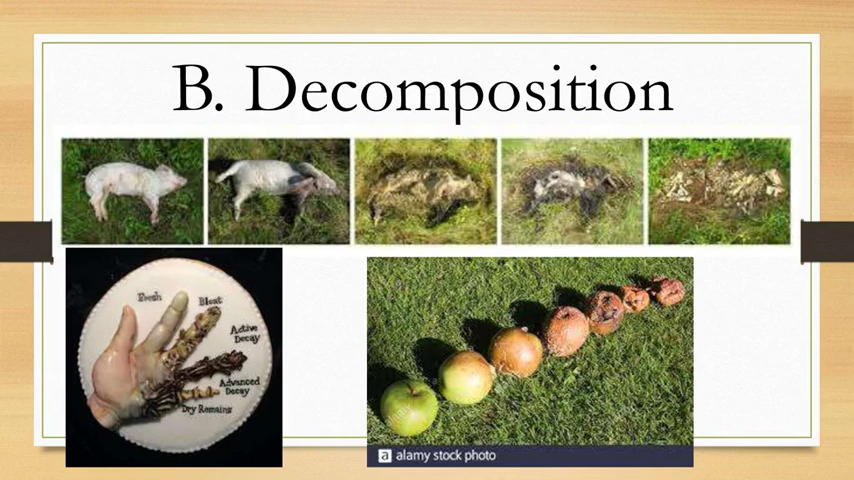 B. Decomposition
Fresh
Bloat
Active
Decay
Advanced
Decay
Dry Remains
a alamy stock photo